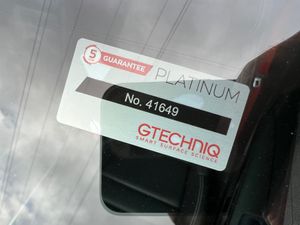 5
GUARANTEE
PLATINUM
No. 41649
GTECHNIQ
SMART SURFACE SCIENCE